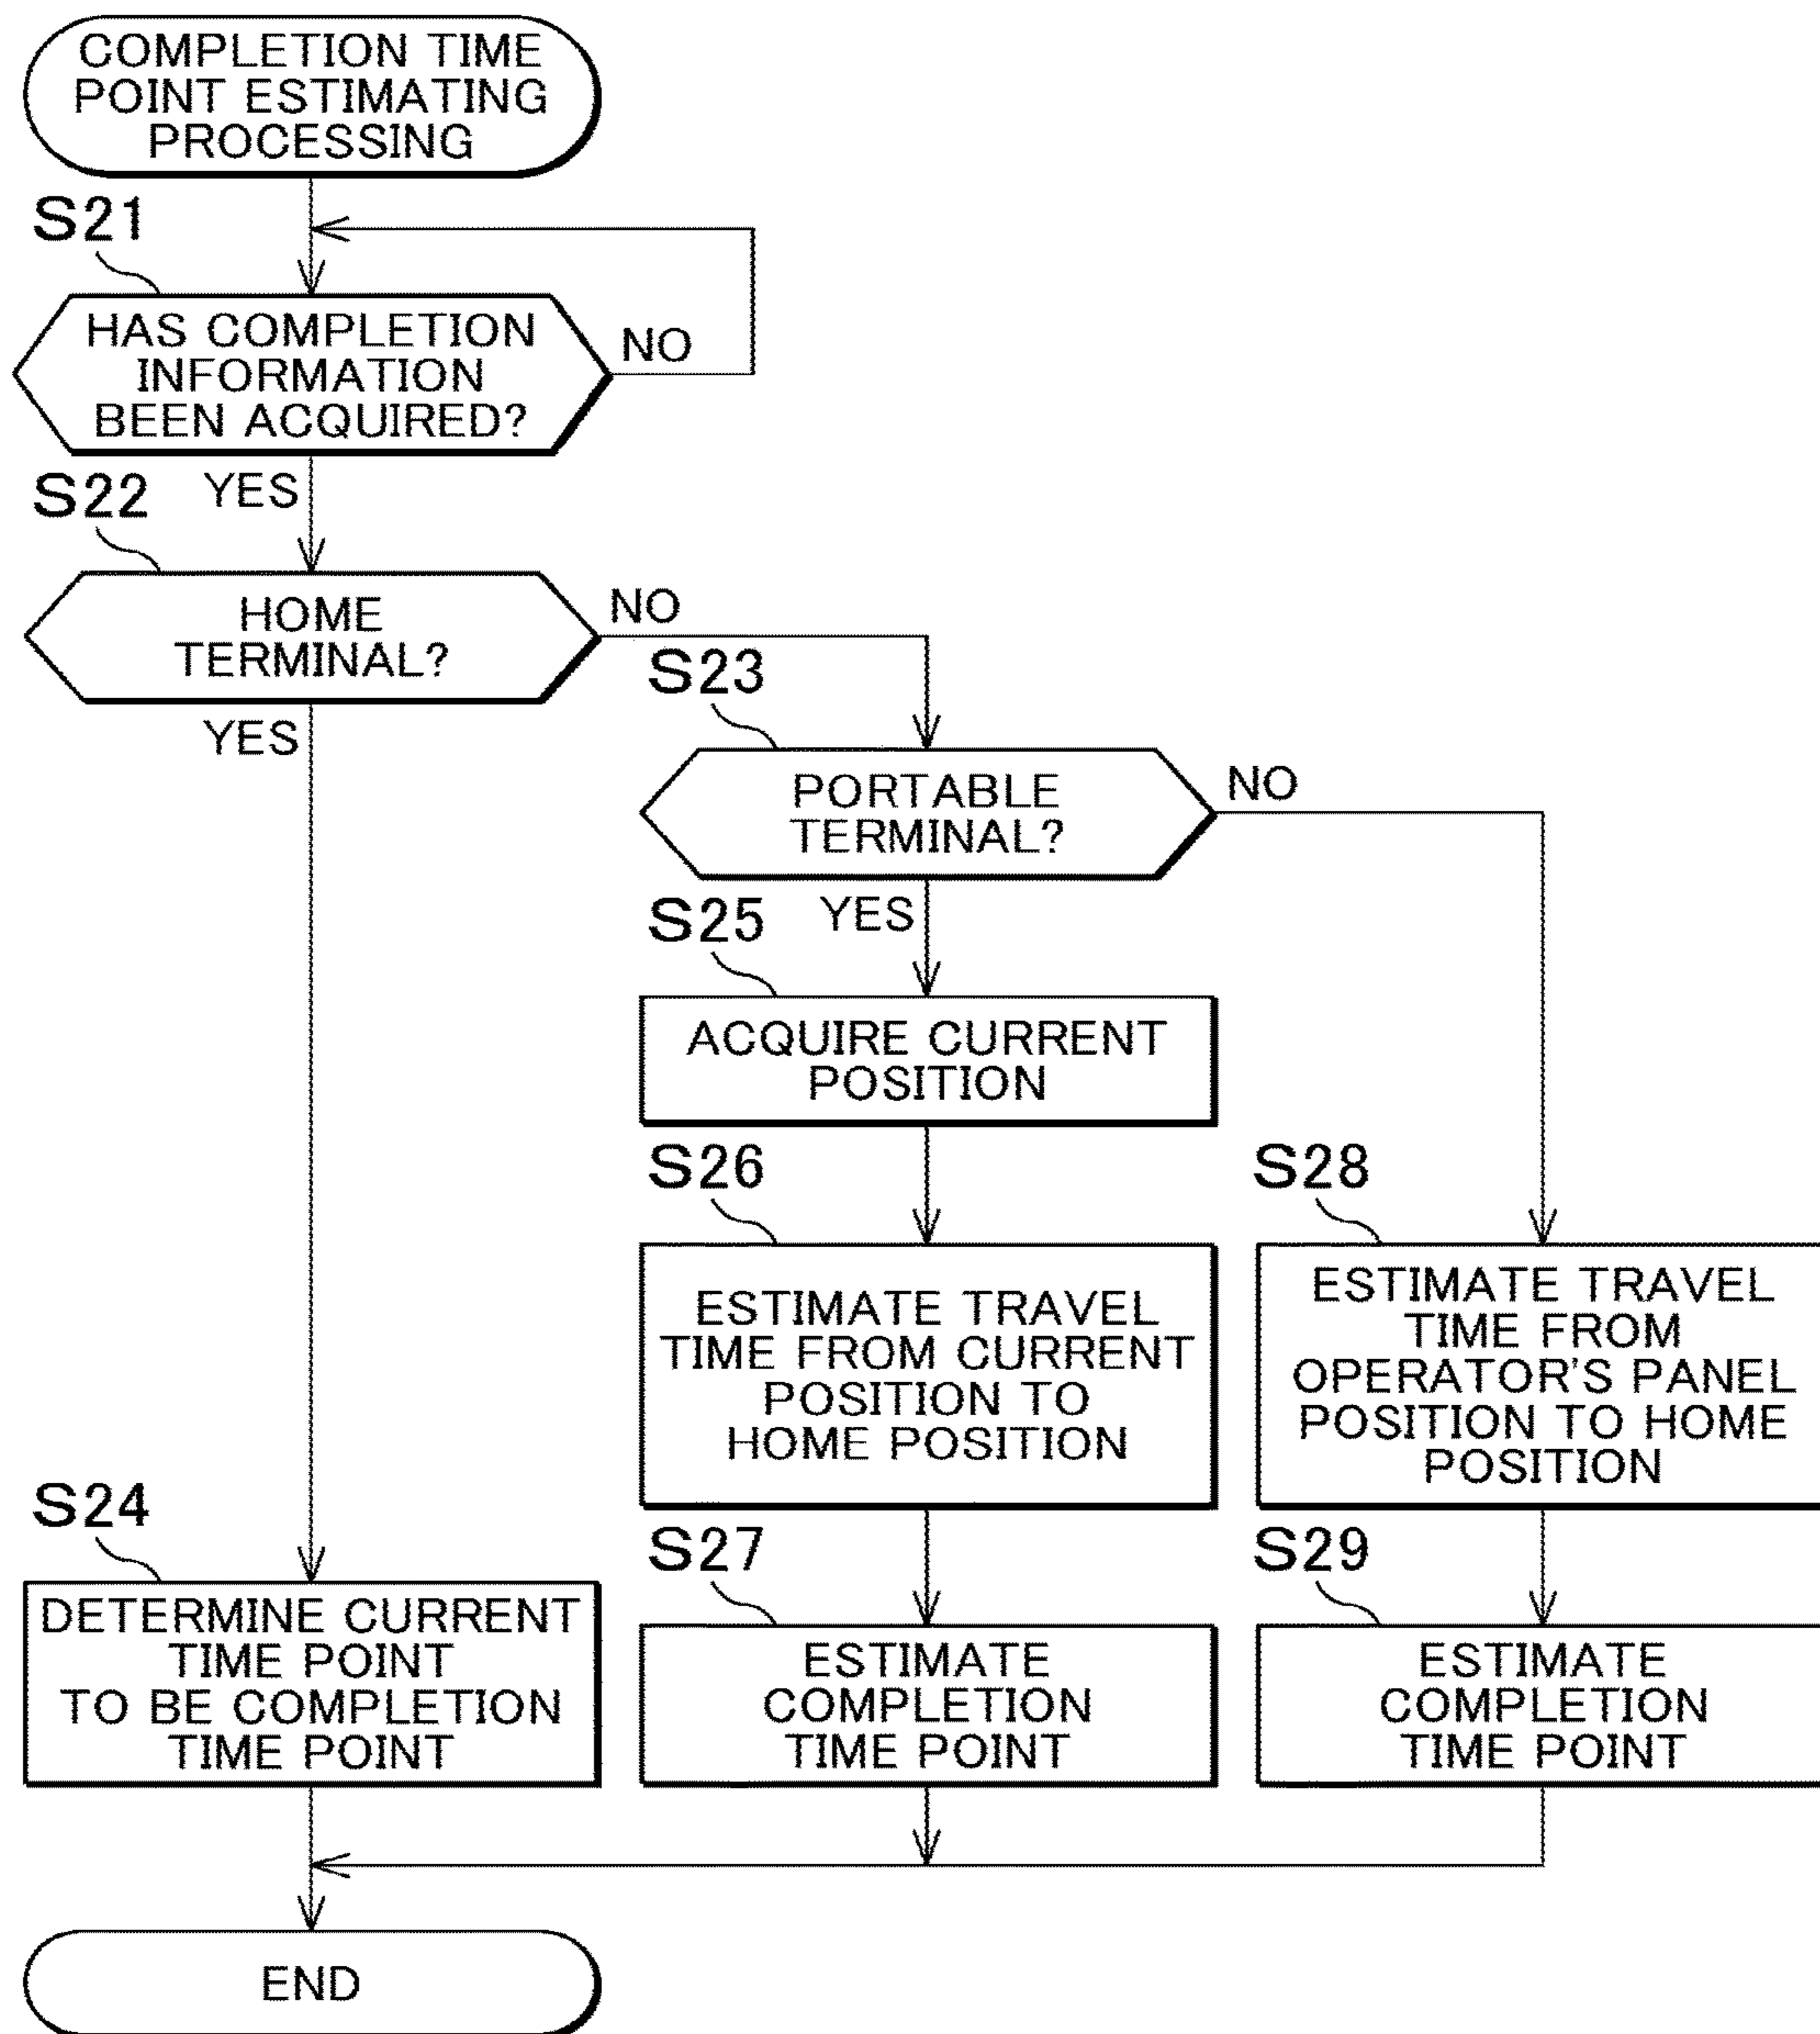 COMPLETION TIME
POINT ESTIMATING
PROCESSING
S21
HAS COMPLETION
INFORMATION
BEEN ACQUIRED?
NO
YES
S22
HOME
TERMINAL?
NO
YES
S23
PORTABLE
TERMINAL?
NO
YES
S25
ACQUIRE CURRENT
POSITION
S26
ESTIMATE TRAVEL
TIME FROM CURRENT
POSITION TO
HOME POSITION
S28
ESTIMATE TRAVEL
TIME FROM
OPERATOR'S PANEL
POSITION TO HOME
POSITION
S24
DETERMINE CURRENT
TIME POINT
TO BE COMPLETION
TIME POINT
S27
ESTIMATE
COMPLETION
TIME POINT
S29
ESTIMATE
COMPLETION
TIME POINT
END